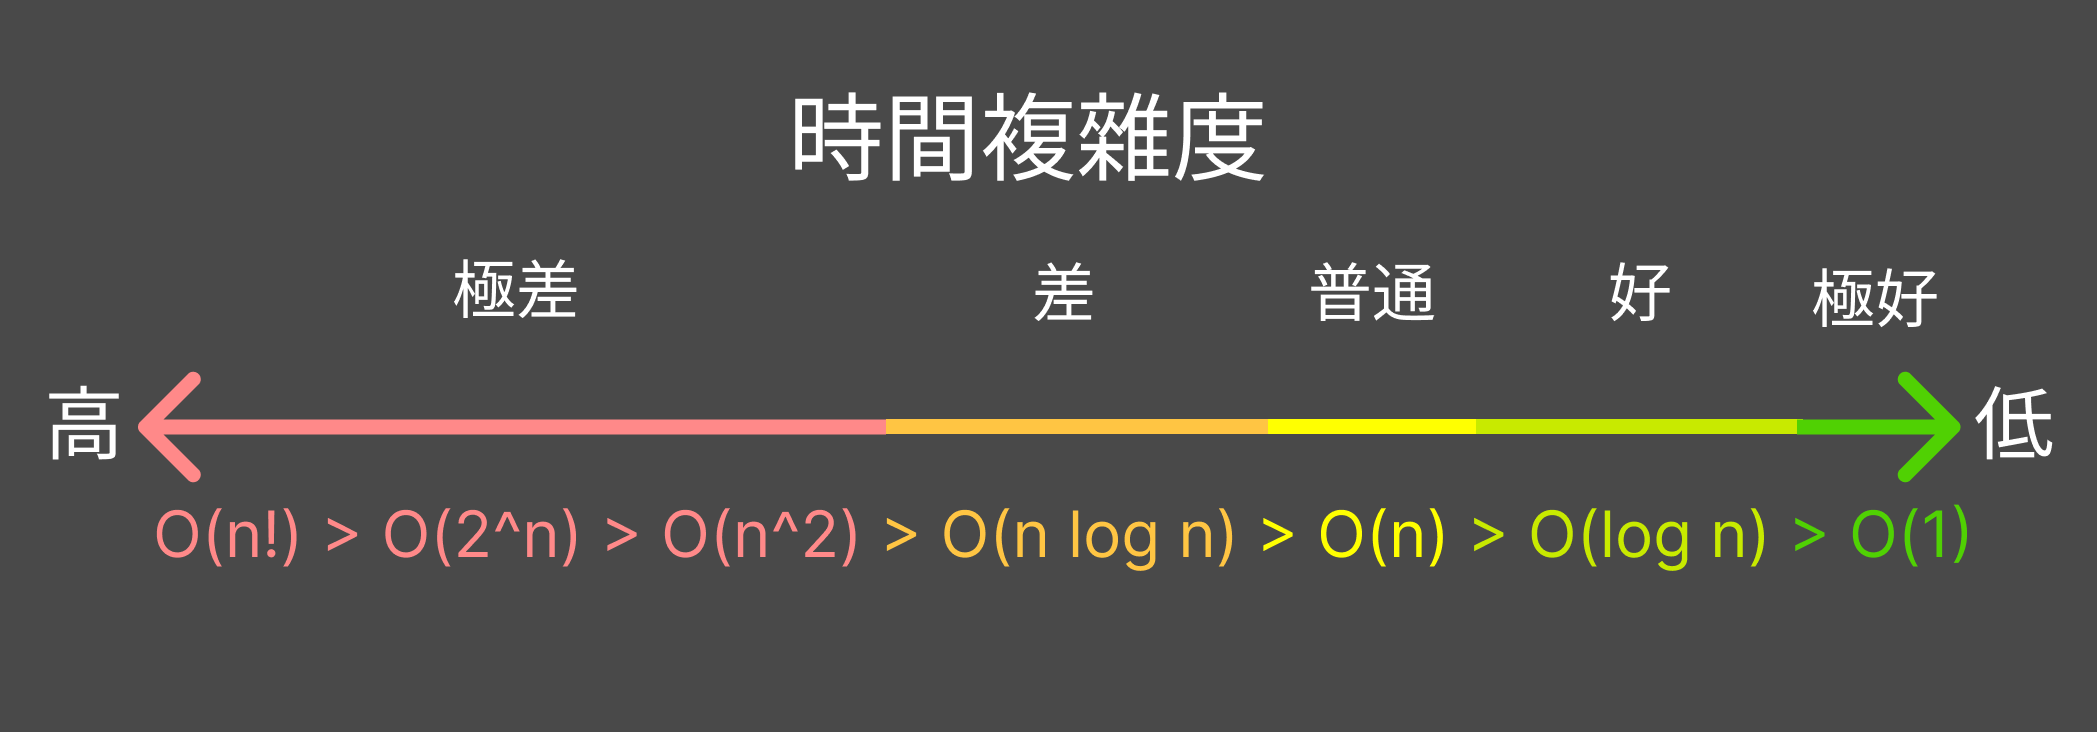 時間複雜度
極差 差 普通 好 極好
高 低
O(n!) > O(2^n) > O(n^2) > O(n log n) > O(n) > O(log n) > O(1)